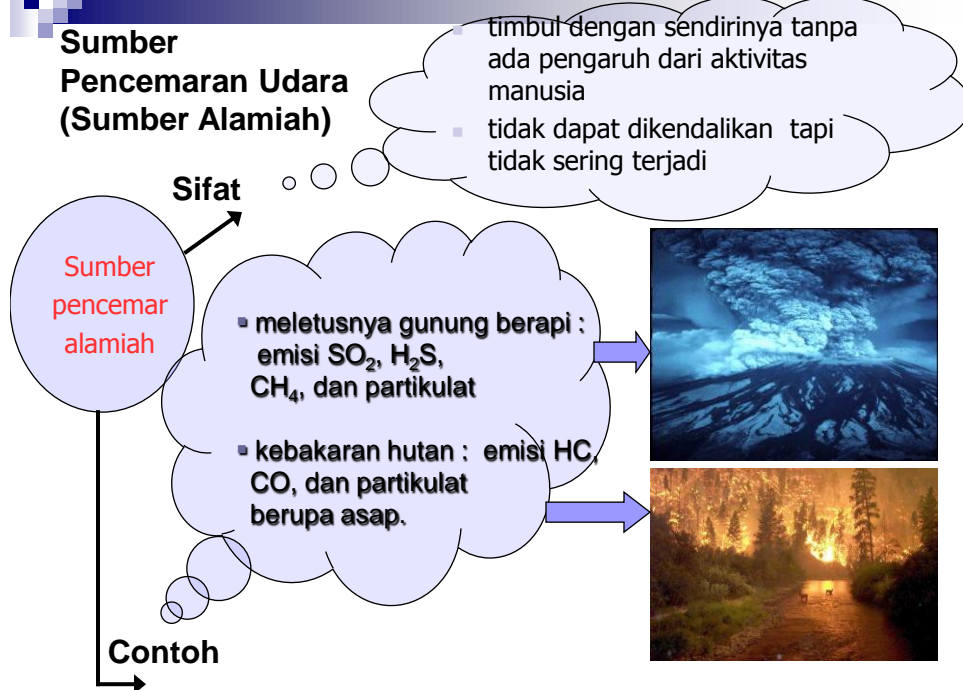 Sumber
Pencemaran Udara
(Sumber Alamiah)
▪ timbul dengan sendirinya tanpa
ada pengaruh dari aktivitas
manusia
▪ tidak dapat dikendalikan tapi
tidak sering terjadi
Sifat
Sumber
pencemar
alamiah
▪ meletusnya gunung berapi :
emisi SO₂, H₂S,
CH₄, dan partikulat
▪ kebakaran hutan : emisi HC,
CO, dan partikulat
berupa asap.
Contoh